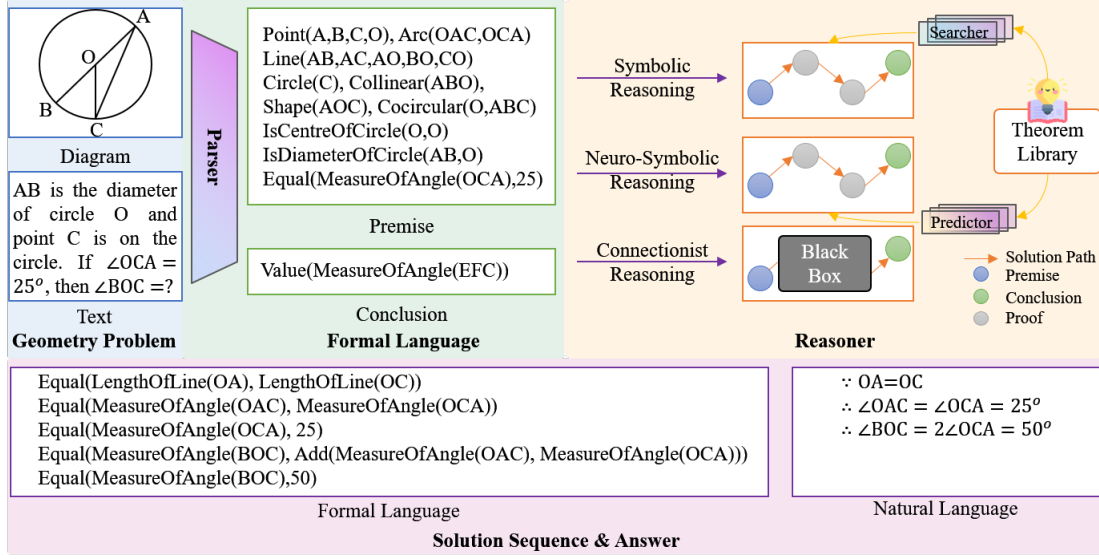 A
O
B
C
Diagram
AB is the diameter
of circle O and
point C is on the
circle. If ∠OCA =
25°, then ∠BOC =?
Text
Geometry Problem
Parser
Point(A,B,C,O), Arc(OAC,OCA)
Line(AB,AC,AO,BO,CO)
Circle(C), Collinear(ABO),
Shape(AOC), Cocircular(O,ABC)
IsCentreOfCircle(O,O)
IsDiameterOfCircle(AB,O)
Equal(MeasureOfAngle(OCA),25)
Premise
Value(MeasureOfAngle(EFC))
Conclusion
Formal Language
Symbolic
Reasoning
Neuro-Symbolic
Reasoning
Connectionist
Reasoning
Black
Box
Searcher
Theorem
Library
Predictor
Solution Path
Premise
Conclusion
Proof
Reasoner
Equal(LengthOfLine(OA), LengthOfLine(OC))
Equal(MeasureOfAngle(OAC), MeasureOfAngle(OCA))
Equal(MeasureOfAngle(OCA), 25)
Equal(MeasureOfAngle(BOC), Add(MeasureOfAngle(OAC), MeasureOfAngle(OCA)))
Equal(MeasureOfAngle(BOC),50)
Formal Language
∵ OA=OC
∴ ∠OAC = ∠OCA = 25°
∴ ∠BOC = 2∠OCA = 50°
Natural Language
Solution Sequence & Answer